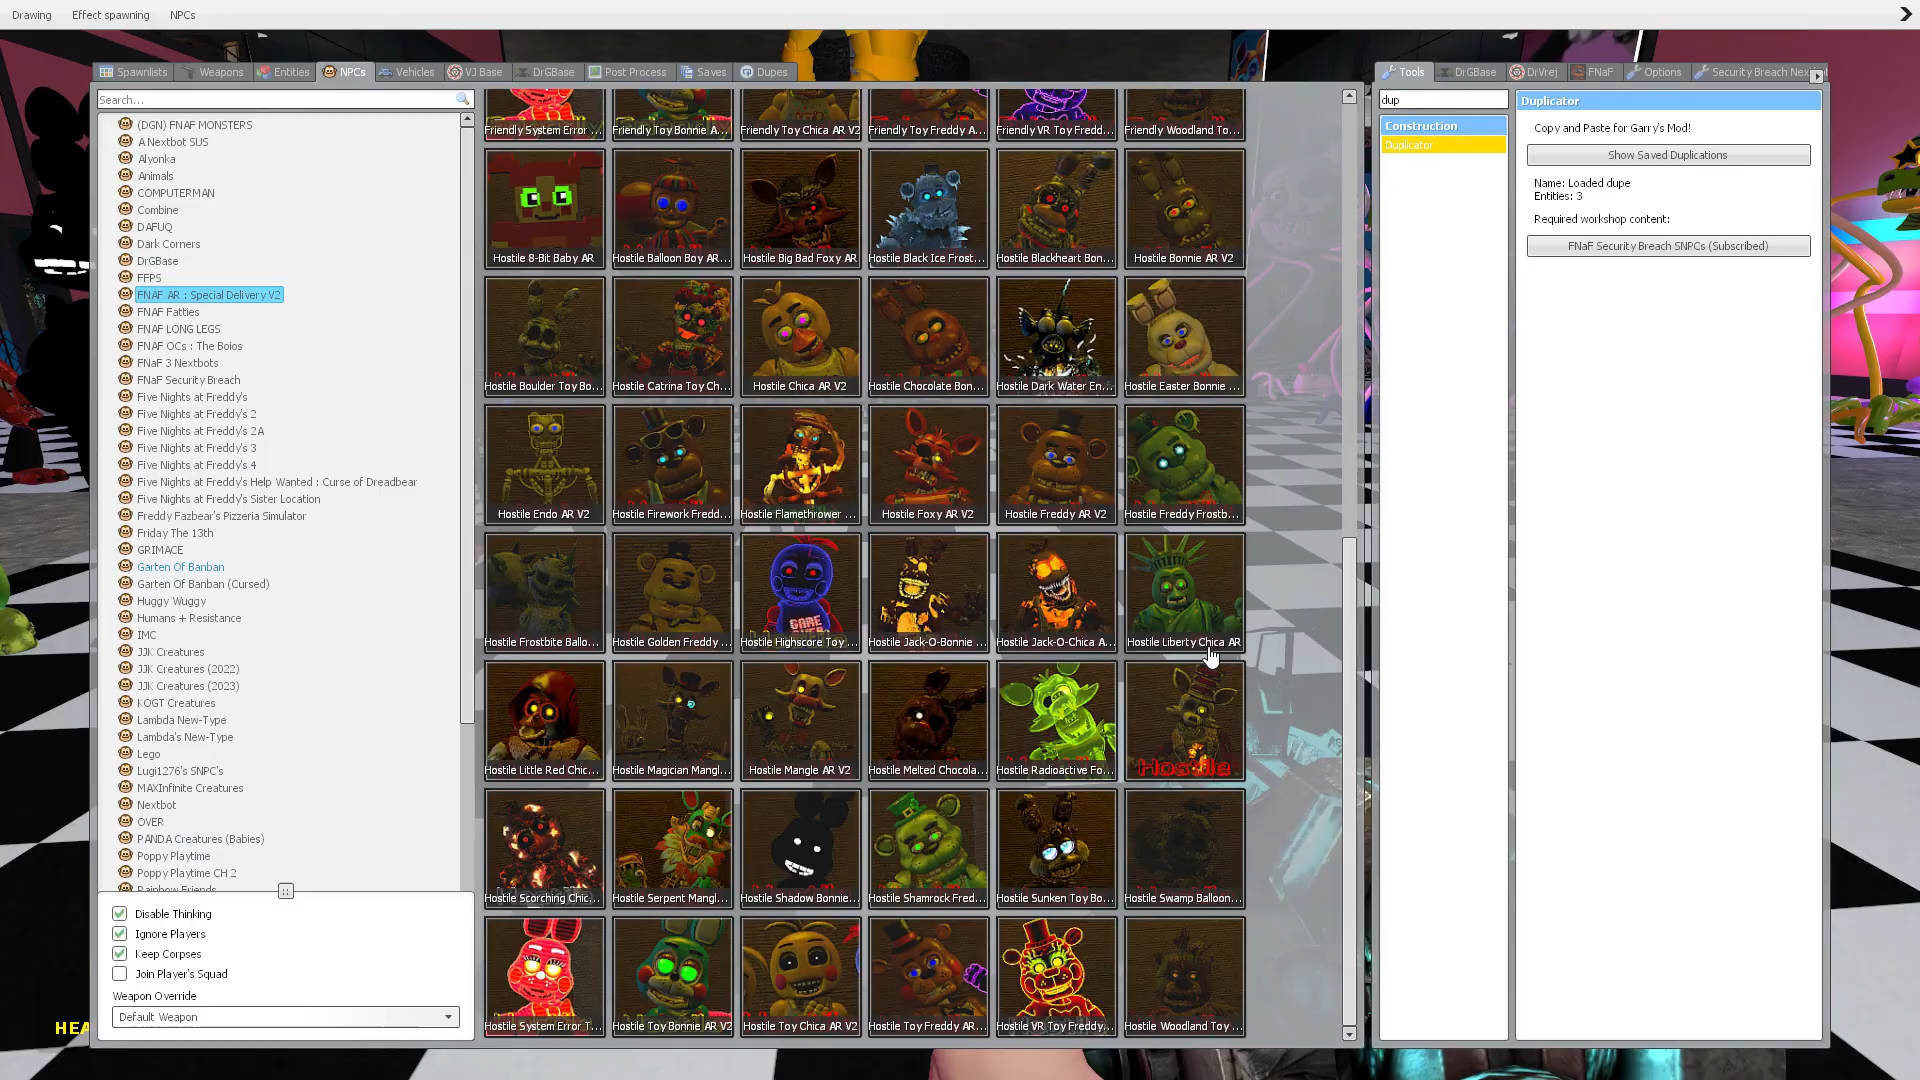 Drawing Effect spawning NPCs
Spawnlists Weapons Entities NPCs Vehicles VJ Base DrGBase Post Process Saves Dupes
Tools DrGBase DrVrej FNaF Options Security Breach Nex
Search...
(DGN) FNAF MONSTERS
A Nextbot SUS
Alyonka
Animals
COMPUTERMAN
Combine
DAFUQ
Dark Corners
DrGBase
FFPS
FNAF AR : Special Delivery V2
FNAF Fatties
FNAF LONG LEGS
FNAF OCs : The Boios
FNaF 3 Nextbots
FNaF Security Breach
Five Nights at Freddy's
Five Nights at Freddy's 2
Five Nights at Freddy's 2A
Five Nights at Freddy's 3
Five Nights at Freddy's 4
Five Nights at Freddy's Help Wanted : Curse of Dreadbear
Five Nights at Freddy's Sister Location
Freddy Fazbear's Pizzeria Simulator
Friday The 13th
GRIMACE
Garten Of Banban
Garten Of Banban (Cursed)
Huggy Wuggy
Humans + Resistance
IMC
JJK Creatures
JJK Creatures (2022)
JJK Creatures (2023)
KOGT Creatures
Lambda New-Type
Lambda's New-Type
Lego
Lugi1276's SNPC's
MAXInfinite Creatures
Nextbot
OVER
PANDA Creatures (Babies)
Poppy Playtime
Poppy Playtime CH 2
Rainbow Friends
Disable Thinking
Ignore Players
Keep Corpses
Join Player's Squad
Weapon Override
Default Weapon
HEA
Friendly System Error ... Friendly Toy Bonnie A... Friendly Toy Chica AR V2 Friendly Toy Freddy A... Friendly VR Toy Fredd... Friendly Woodland To...
Hostile 8-Bit Baby AR Hostile Balloon Boy AR... Hostile Big Bad Foxy AR Hostile Black Ice Frost... Hostile Blackheart Bon... Hostile Bonnie AR V2
Hostile Boulder Toy Bo... Hostile Catrina Toy Ch... Hostile Chica AR V2 Hostile Chocolate Bon... Hostile Dark Water En... Hostile Easter Bonnie ...
Hostile Endo AR V2 Hostile Firework Fredd... Hostile Flamethrower ... Hostile Foxy AR V2 Hostile Freddy AR V2 Hostile Freddy Frostb...
GAME
Hostile Frostbite Ballo... Hostile Golden Freddy ... Hostile Highscore Toy ... Hostile Jack-O-Bonnie ... Hostile Jack-O-Chica A... Hostile Liberty Chica AR
Hostile Little Red Chic... Hostile Magician Mangl... Hostile Mangle AR V2 Hostile Melted Chocola... Hostile Radioactive Fo... Hostile
Hostile Scorching Chic... Hostile Serpent Mangl... Hostile Shadow Bonnie... Hostile Shamrock Fred... Hostile Sunken Toy Bo... Hostile Swamp Balloon...
Hostile System Error T... Hostile Toy Bonnie AR V2 Hostile Toy Chica AR V2 Hostile Toy Freddy AR... Hostile VR Toy Freddy... Hostile Woodland Toy ...
dup
Construction
Duplicator
Duplicator
Copy and Paste for Garry's Mod!
Show Saved Duplications
Name: Loaded dupe
Entities: 3
Required workshop content:
FNaF Security Breach SNPCs (Subscribed)